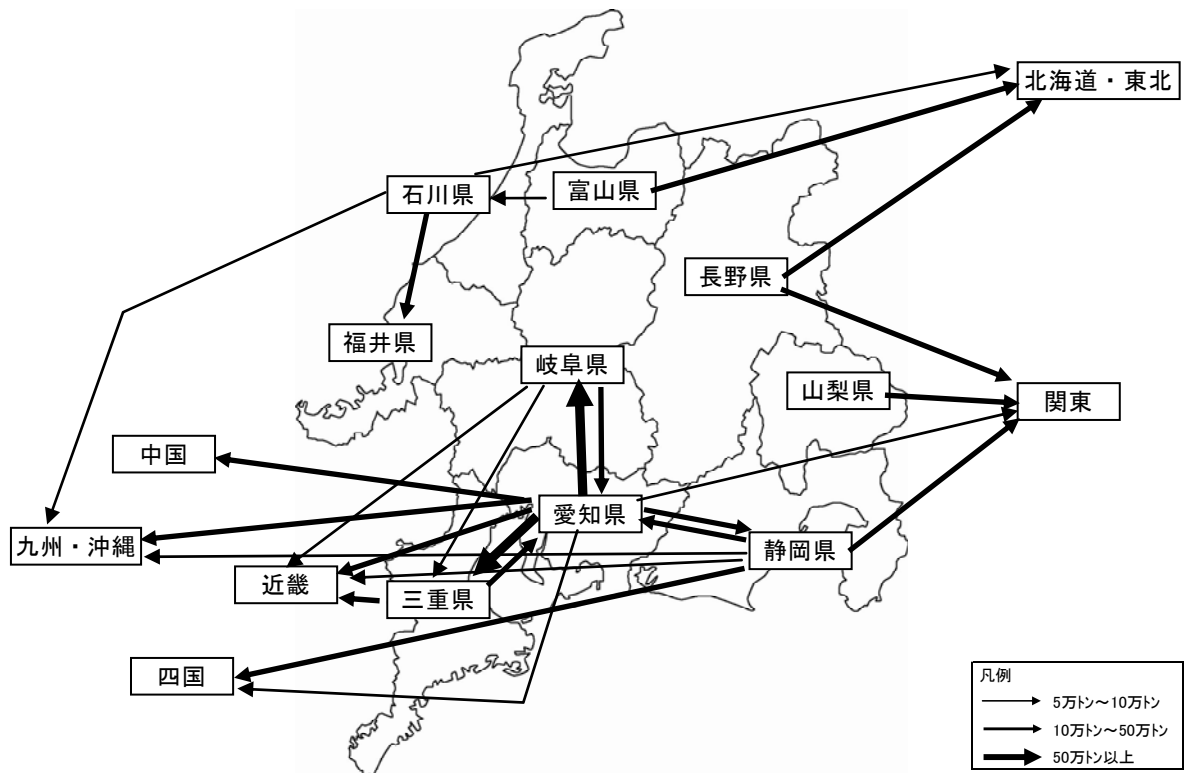 北海道・東北
石川県
富山県
長野県
福井県
岐阜県
山梨県
関東
中国
愛知県
九州・沖縄
静岡県
近畿
三重県
四国
凡例
5万トン～10万トン
10万トン～50万トン
50万トン以上